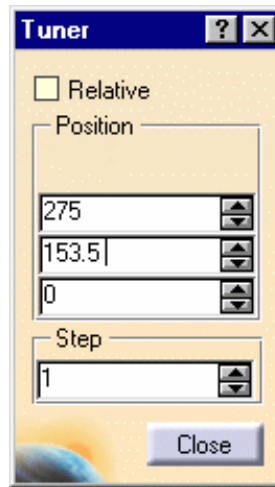 Tuner
Relative
Position
275
153.5
0
Step
1
Close